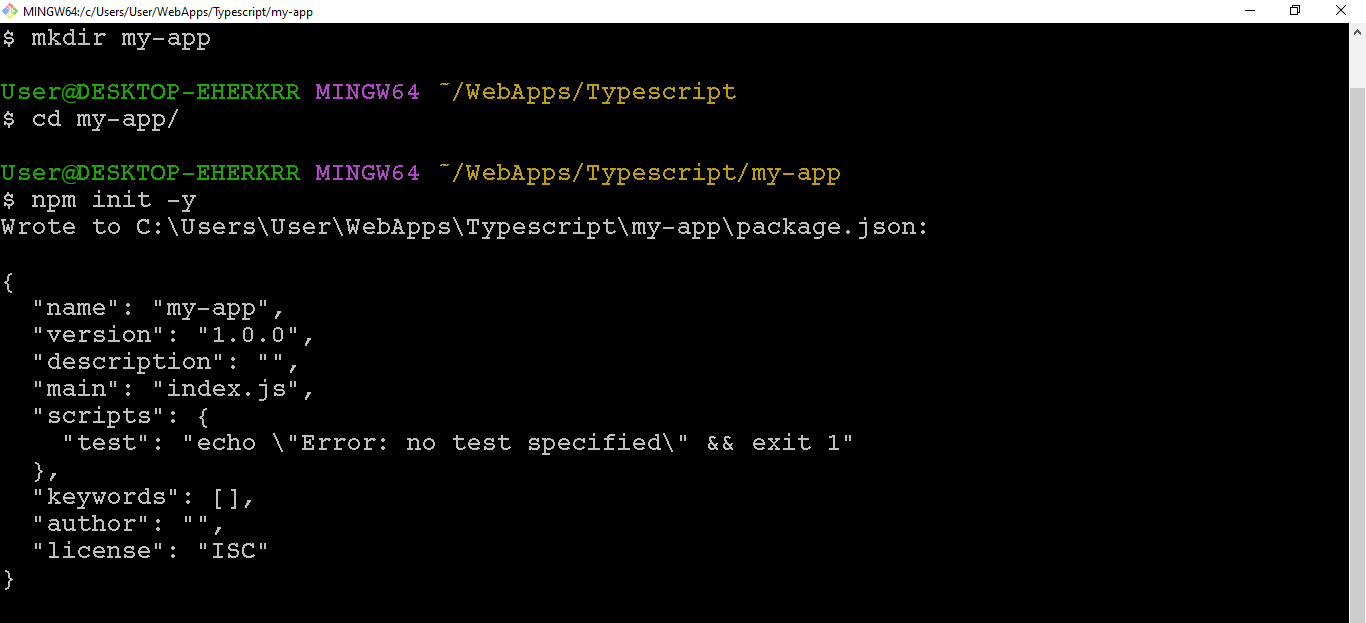 MINGW64:/c/Users/User/WebApps/Typescript/my-app
$ mkdir my-app
User@DESKTOP-EHERKRR MINGW64 ~/WebApps/Typescript
$ cd my-app/
User@DESKTOP-EHERKRR MINGW64 ~/WebApps/Typescript/my-app
$ npm init -y
Wrote to C:\Users\User\WebApps\Typescript\my-app\package.json:
{
  "name": "my-app",
  "version": "1.0.0",
  "description": "",
  "main": "index.js",
  "scripts": {
    "test": "echo \"Error: no test specified\" && exit 1"
  },
  "keywords": [],
  "author": "",
  "license": "ISC"
}